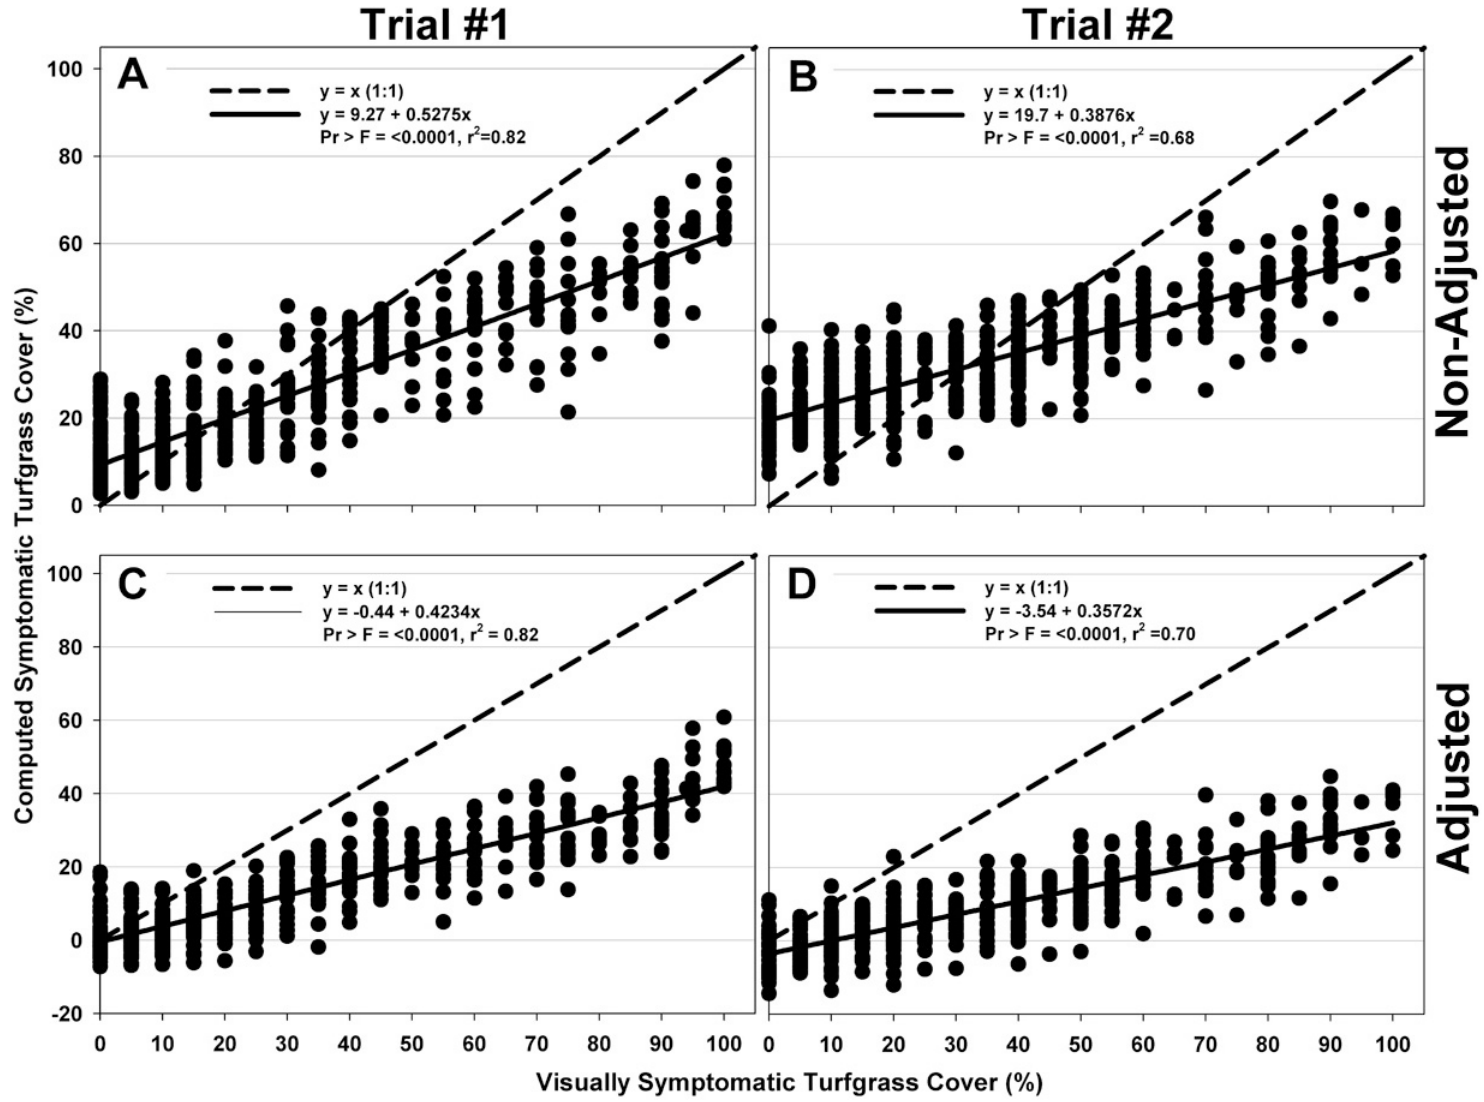 Trial #1
Trial #2
A
y = x (1:1)
y = 9.27 + 0.5275x
Pr > F = <0.0001, r²=0.82
B
y = x (1:1)
y = 19.7 + 0.3876x
Pr > F = <0.0001, r² =0.68
Non-Adjusted
100
80
60
40
20
0
C
y = x (1:1)
y = -0.44 + 0.4234x
Pr > F = <0.0001, r² = 0.82
D
y = x (1:1)
y = -3.54 + 0.3572x
Pr > F = <0.0001, r² =0.70
Adjusted
100
80
60
40
20
0
-20
Computed Symptomatic Turfgrass Cover (%)
0 10 20 30 40 50 60 70 80 90 100
0 10 20 30 40 50 60 70 80 90 100
Visually Symptomatic Turfgrass Cover (%)